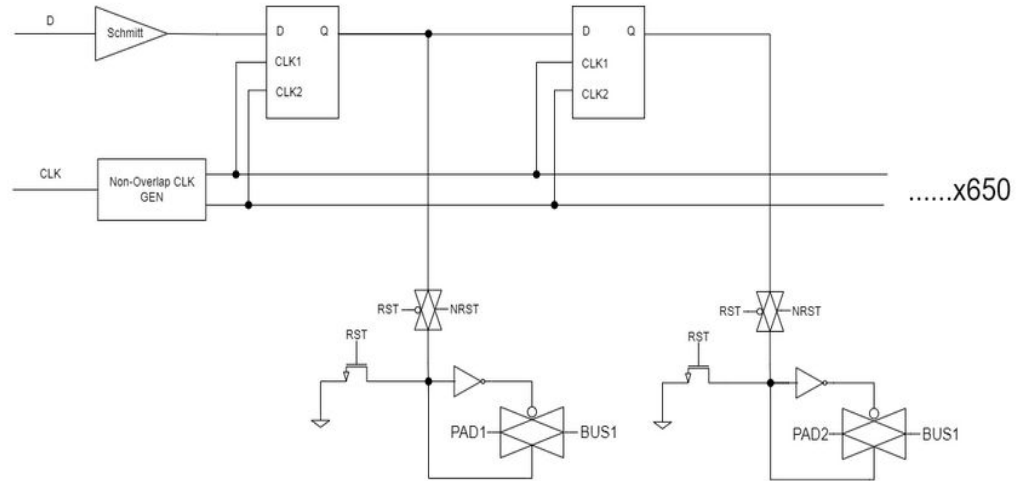 D
Schmitt
D Q
CLK1
CLK2
D Q
CLK1
CLK2
CLK
Non-Overlap CLK
GEN
......x650
RST
NRST
RST
NRST
RST
RST
PAD1
BUS1
PAD2
BUS1